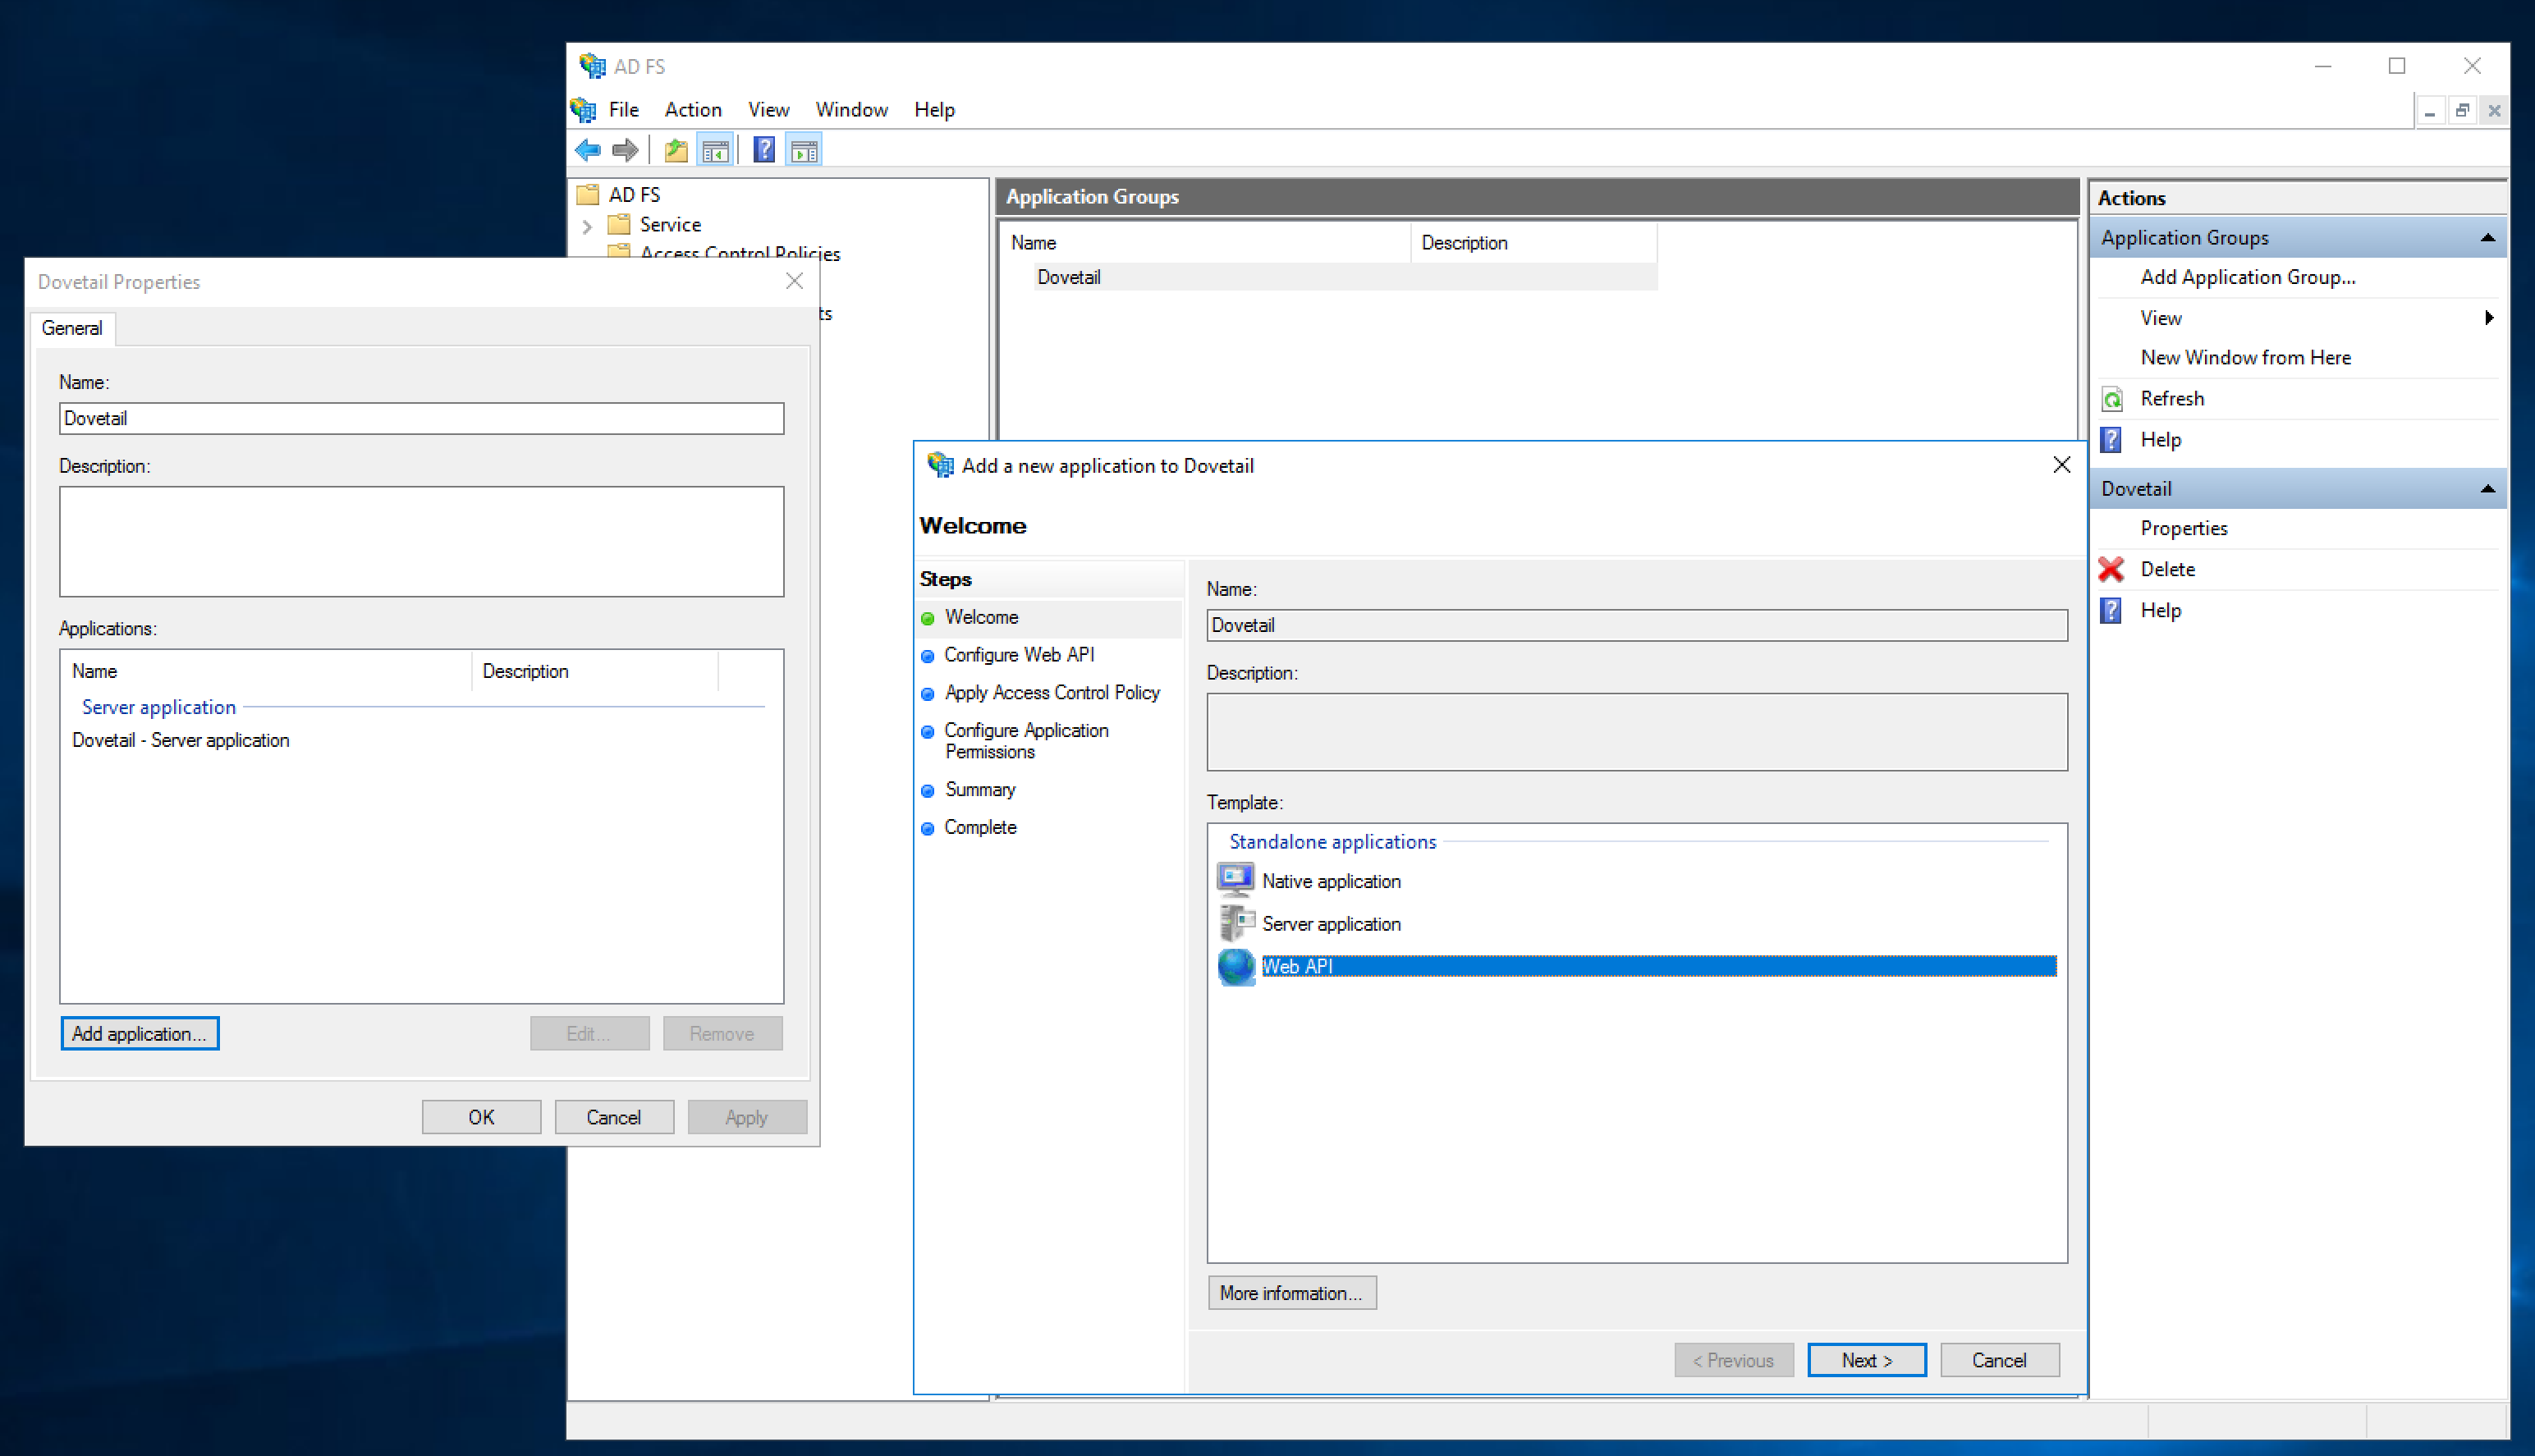 AD FS
File Action View Window Help
AD FS
Service
Access Control Policies
ts
Application Groups
Name Description
Dovetail
Actions
Application Groups
Add Application Group...
View
New Window from Here
Refresh
Help
Dovetail
Properties
Delete
Help
Dovetail Properties
General
Name:
Dovetail
Description:
Applications:
Name Description
Server application
Dovetail - Server application
Add application... Edit... Remove
OK Cancel Apply
Add a new application to Dovetail
Welcome
Steps
Welcome
Configure Web API
Apply Access Control Policy
Configure Application
Permissions
Summary
Complete
Name:
Dovetail
Description:
Template:
Standalone applications
Native application
Server application
Web API
More information...
< Previous Next > Cancel